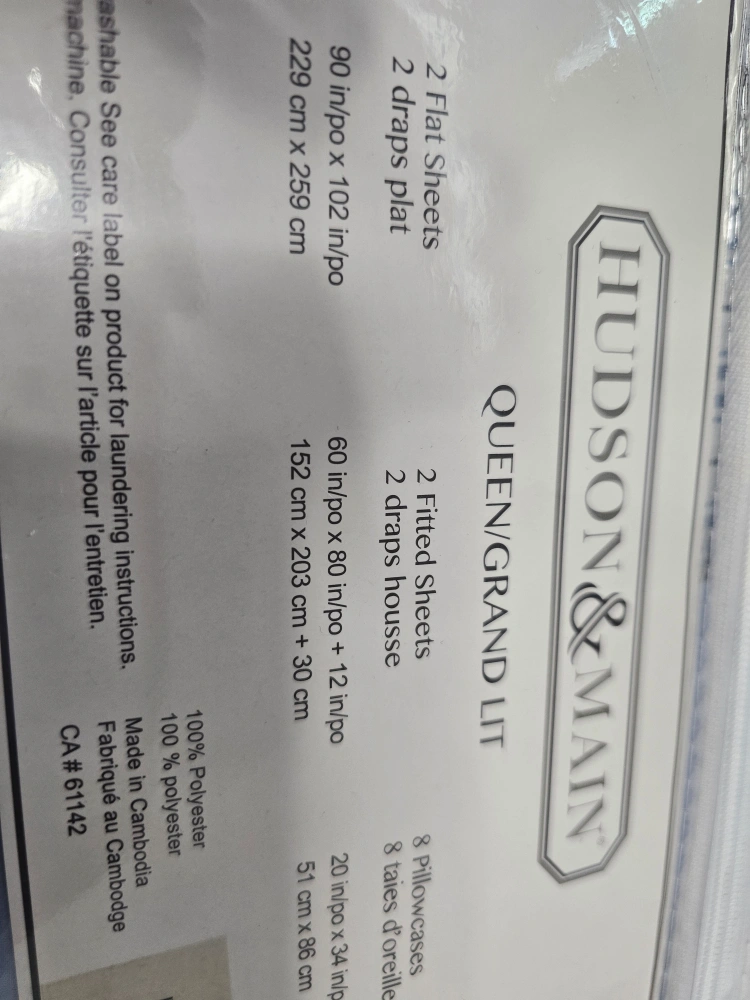 HUDSON & MAIN®
QUEEN/GRAND LIT
2 Flat Sheets
2 draps plat
90 in/po x 102 in/po
229 cm x 259 cm
2 Fitted Sheets
2 draps housse
60 in/po x 80 in/po + 12 in/po
152 cm x 203 cm + 30 cm
8 Pillowcases
8 taies d'oreille
20 in/po x 34 in/p
51 cm x 86 cm
100% Polyester
100 % polyester
ashable See care label on product for laundering instructions.
machine. Consulter l'étiquette sur l'article pour l'entretien.
Made in Cambodia
Fabriqué au Cambodge
CA # 61142